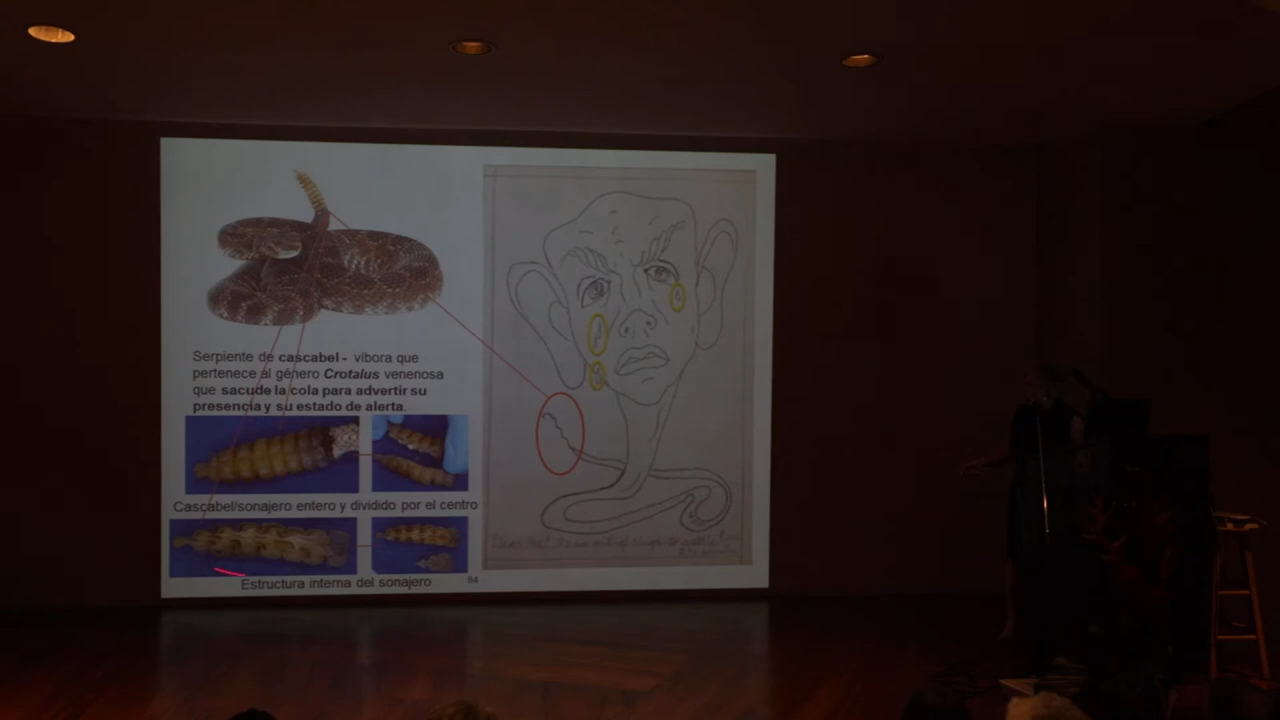 Serpiente de cascabel - víbora que
pertenece al género Crotalus venenosa
que sacude la cola para advertir su
presencia y su estado de alerta.
Cascabel/sonajero entero y dividido por el centro
Estructura interna del sonajero
94